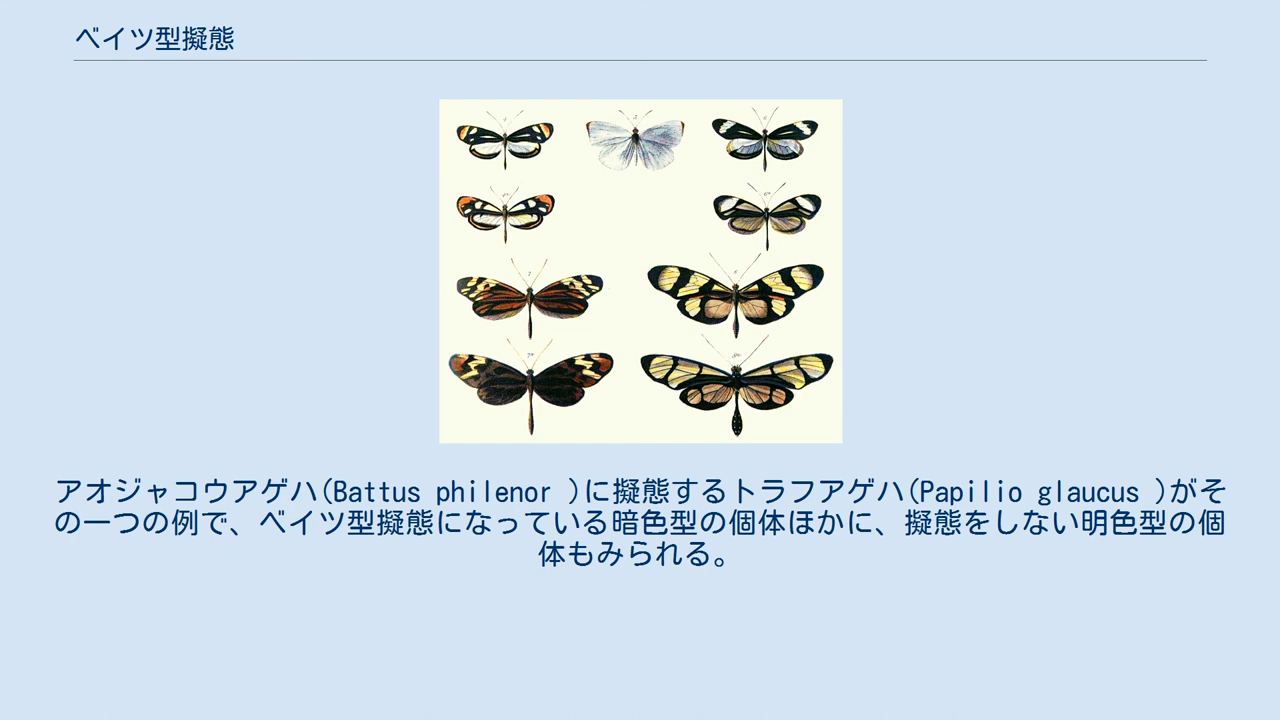 ベイツ型擬態
アオジャコウアゲハ(Battus philenor )に擬態するトラフアゲハ(Papilio glaucus )がそ
の一つの例で、ベイツ型擬態になっている暗色型の個体ほかに、擬態をしない明色型の個
体もみられる。